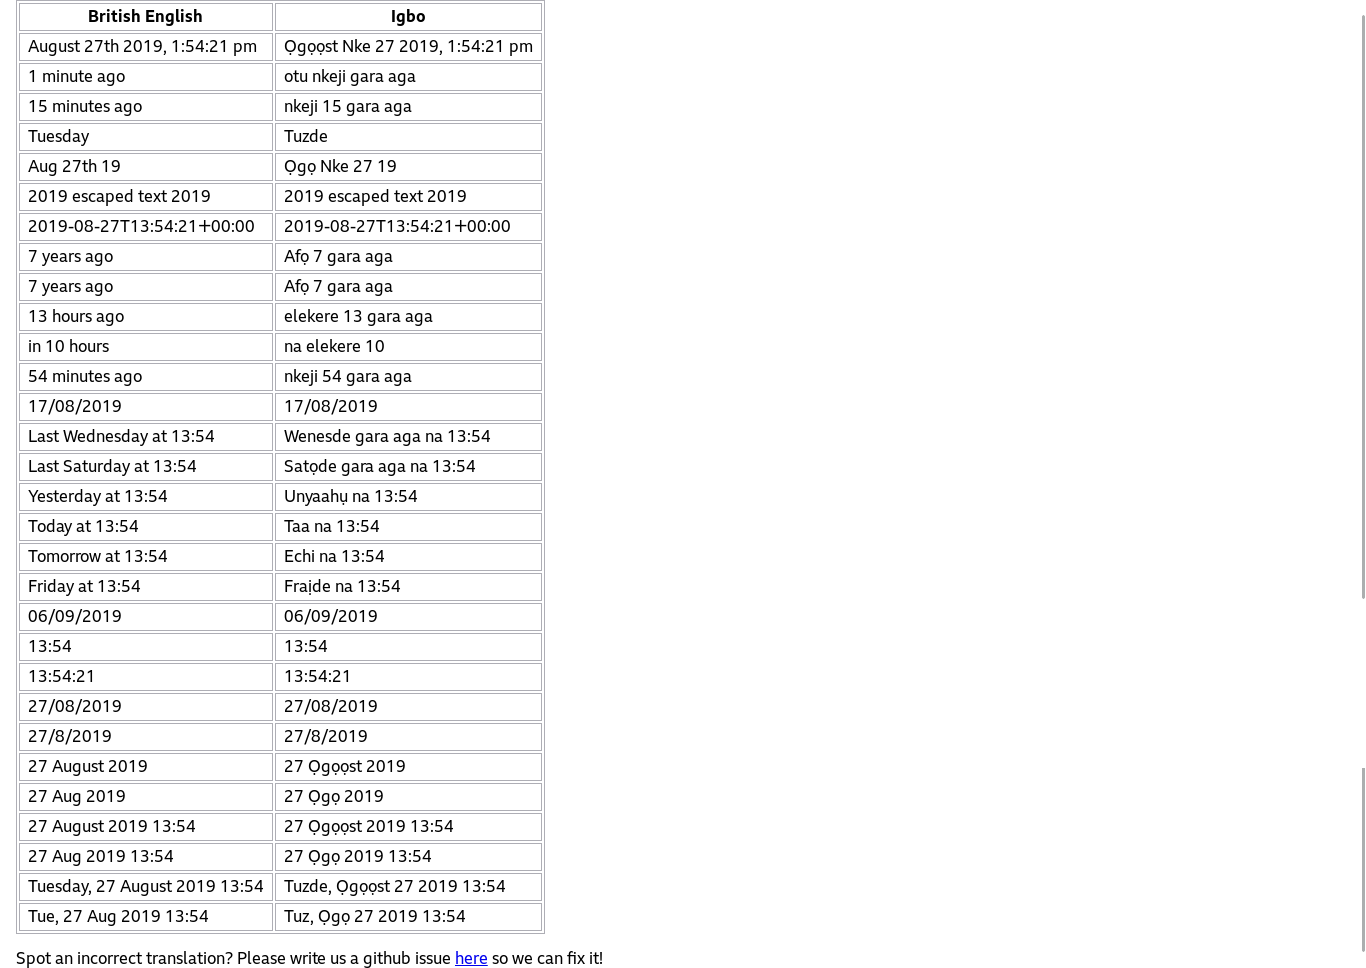 British English Igbo
August 27th 2019, 1:54:21 pm Ọgọọst Nke 27 2019, 1:54:21 pm
1 minute ago otu nkeji gara aga
15 minutes ago nkeji 15 gara aga
Tuesday Tuzde
Aug 27th 19 Ọgọ Nke 27 19
2019 escaped text 2019 2019 escaped text 2019
2019-08-27T13:54:21+00:00 2019-08-27T13:54:21+00:00
7 years ago Afọ 7 gara aga
7 years ago Afọ 7 gara aga
13 hours ago elekere 13 gara aga
in 10 hours na elekere 10
54 minutes ago nkeji 54 gara aga
17/08/2019 17/08/2019
Last Wednesday at 13:54 Wenesde gara aga na 13:54
Last Saturday at 13:54 Satọde gara aga na 13:54
Yesterday at 13:54 Unyaahụ na 13:54
Today at 13:54 Taa na 13:54
Tomorrow at 13:54 Echi na 13:54
Friday at 13:54 Fraịde na 13:54
06/09/2019 06/09/2019
13:54 13:54
13:54:21 13:54:21
27/08/2019 27/08/2019
27/8/2019 27/8/2019
27 August 2019 27 Ọgọọst 2019
27 Aug 2019 27 Ọgọ 2019
27 August 2019 13:54 27 Ọgọọst 2019 13:54
27 Aug 2019 13:54 27 Ọgọ 2019 13:54
Tuesday, 27 August 2019 13:54 Tuzde, Ọgọọst 27 2019 13:54
Tue, 27 Aug 2019 13:54 Tuz, Ọgọ 27 2019 13:54
Spot an incorrect translation? Please write us a github issue here so we can fix it!